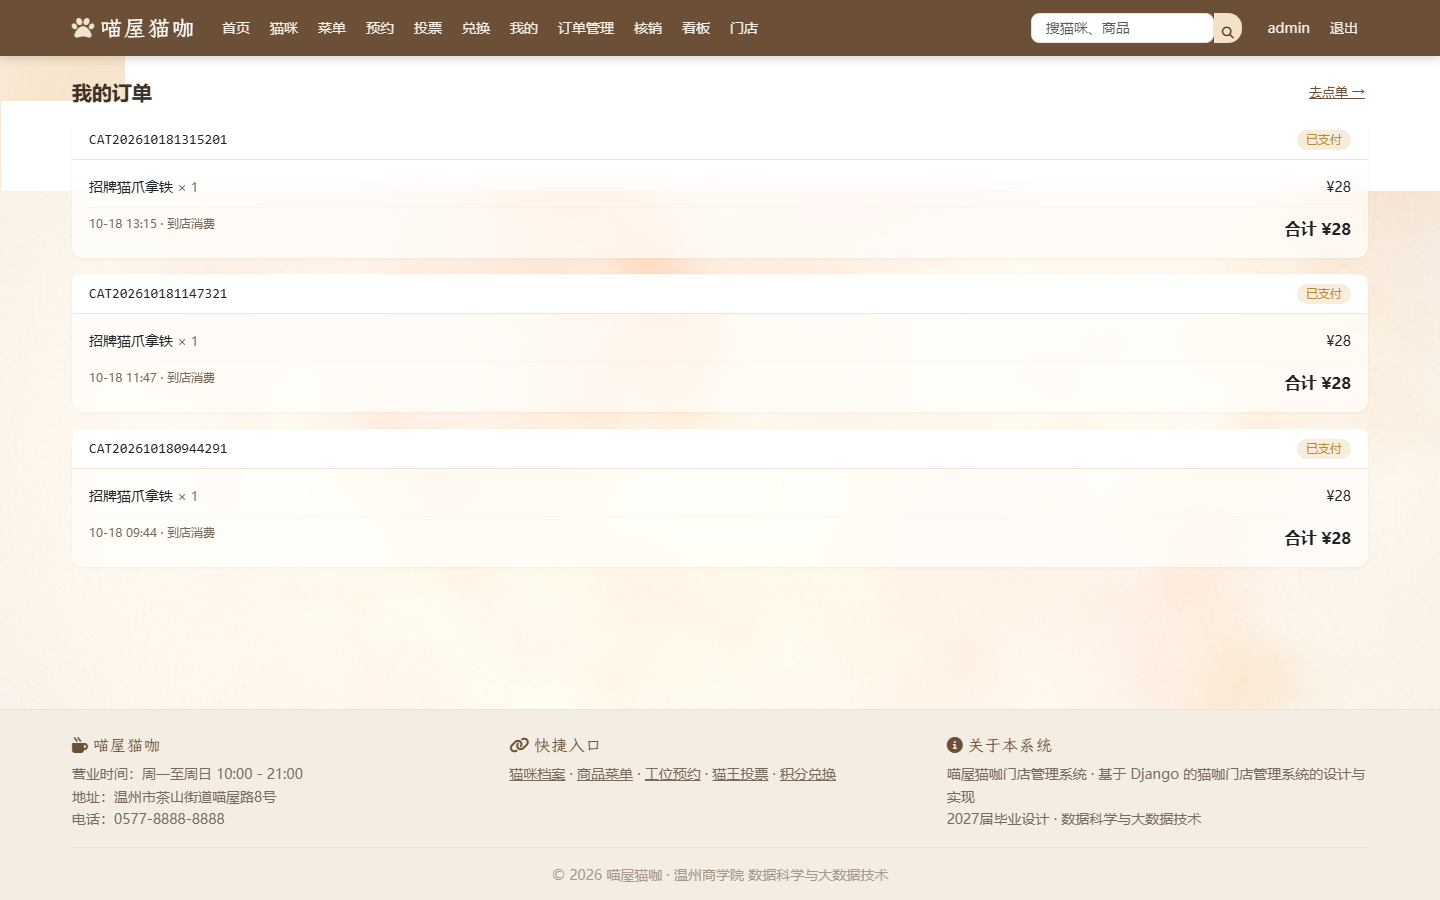 喵屋猫咖 首页 猫咪 菜单 预约 投票 兑换 我的 订单管理 核销 看板 门店 搜猫咪、商品 admin 退出
我的订单 去点单 →
CAT202610181315201 已支付
招牌猫爪拿铁 × 1 ¥28
10-18 13:15 · 到店消费 合计 ¥28
CAT202610181147321 已支付
招牌猫爪拿铁 × 1 ¥28
10-18 11:47 · 到店消费 合计 ¥28
CAT202610180944291 已支付
招牌猫爪拿铁 × 1 ¥28
10-18 09:44 · 到店消费 合计 ¥28
喵屋猫咖
营业时间：周一至周日 10:00 - 21:00
地址：温州市茶山街道喵屋路8号
电话：0577-8888-8888
快捷入口
猫咪档案 · 商品菜单 · 工位预约 · 猫王投票 · 积分兑换
关于本系统
喵屋猫咖门店管理系统 · 基于 Django 的猫咖门店管理系统的设计与
实现
2027届毕业设计 · 数据科学与大数据技术
© 2026 喵屋猫咖 · 温州商学院 数据科学与大数据技术